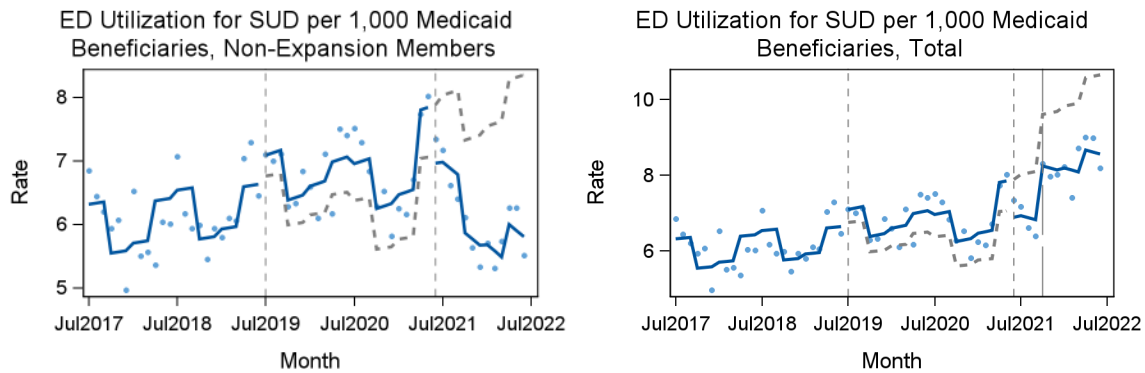 ED Utilization for SUD per 1,000 Medicaid
Beneficiaries, Non-Expansion Members
8
7
6
5
Rate
Jul2017
Jul2018
Jul2019
Jul2020
Jul2021
Jul2022
Month
ED Utilization for SUD per 1,000 Medicaid
Beneficiaries, Total
10
8
6
Rate
Jul2017
Jul2018
Jul2019
Jul2020
Jul2021
Jul2022
Month